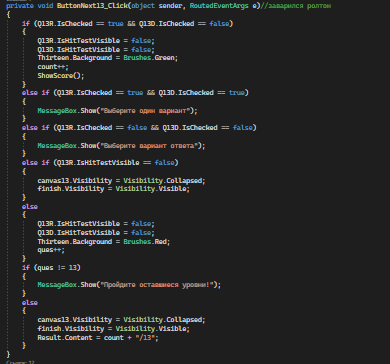 private void ButtonNext13_Click(object sender, RoutedEventArgs e)//заварился ролтон
{
if (Q13R.IsChecked == true && Q13D.IsChecked == false)
{
Q13R.IsHitTestVisible = false;
Q13D.IsHitTestVisible = false;
Thirteen.Background = Brushes.Green;
count++;
ShowScore();
}
else if (Q13R.IsChecked == true && Q13D.IsChecked == true)
{
MessageBox.Show("Выберите один вариант");
}
else if (Q13R.IsChecked == false && Q13D.IsChecked == false)
{
MessageBox.Show("Выберите вариант ответа");
}
else if (Q13R.IsHitTestVisible == false)
{
canvas13.Visibility = Visibility.Collapsed;
finish.Visibility = Visibility.Visible;
}
else
{
Q13R.IsHitTestVisible = false;
Q13D.IsHitTestVisible = false;
Thirteen.Background = Brushes.Red;
ques++;
}
if (ques != 13)
{
MessageBox.Show("Пройдите оставшиеся уровни!");
}
else
{
canvas13.Visibility = Visibility.Collapsed;
finish.Visibility = Visibility.Visible;
Result.Content = count + "/13";
}
}